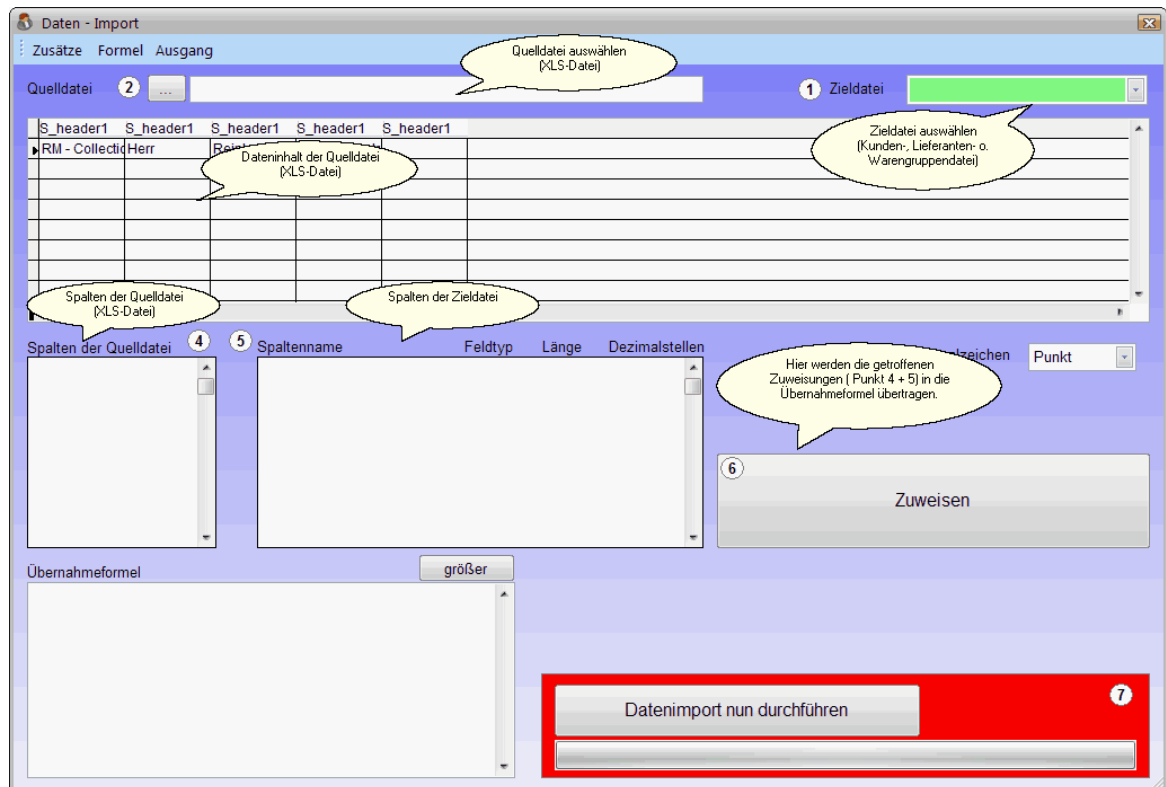 Daten - Import
Zusätze Formel Ausgang
Quelldatei auswählen
(XLS-Datei)
Quelldatei 2 ... 1 Zieldatei
Zieldatei auswählen
(Kunden-, Lieferanten- o.
Warengruppendatei)
S_header1 S_header1 S_header1 S_header1 S_header1
RM - Collectic Herr
Dateninhalt der Quelldatei
(XLS-Datei)
Spalten der Quelldatei
(XLS-Datei)
Spalten der Zieldatei
Spalten der Quelldatei 4 5 Spaltenname Feldtyp Länge Dezimalstellen
Punkt
Hier werden die getroffenen
Zuweisungen ( Punkt 4 + 5) in die
Übernahmeformel übertragen.
6
Zuweisen
Übernahmeformel größer
7
Datenimport nun durchführen